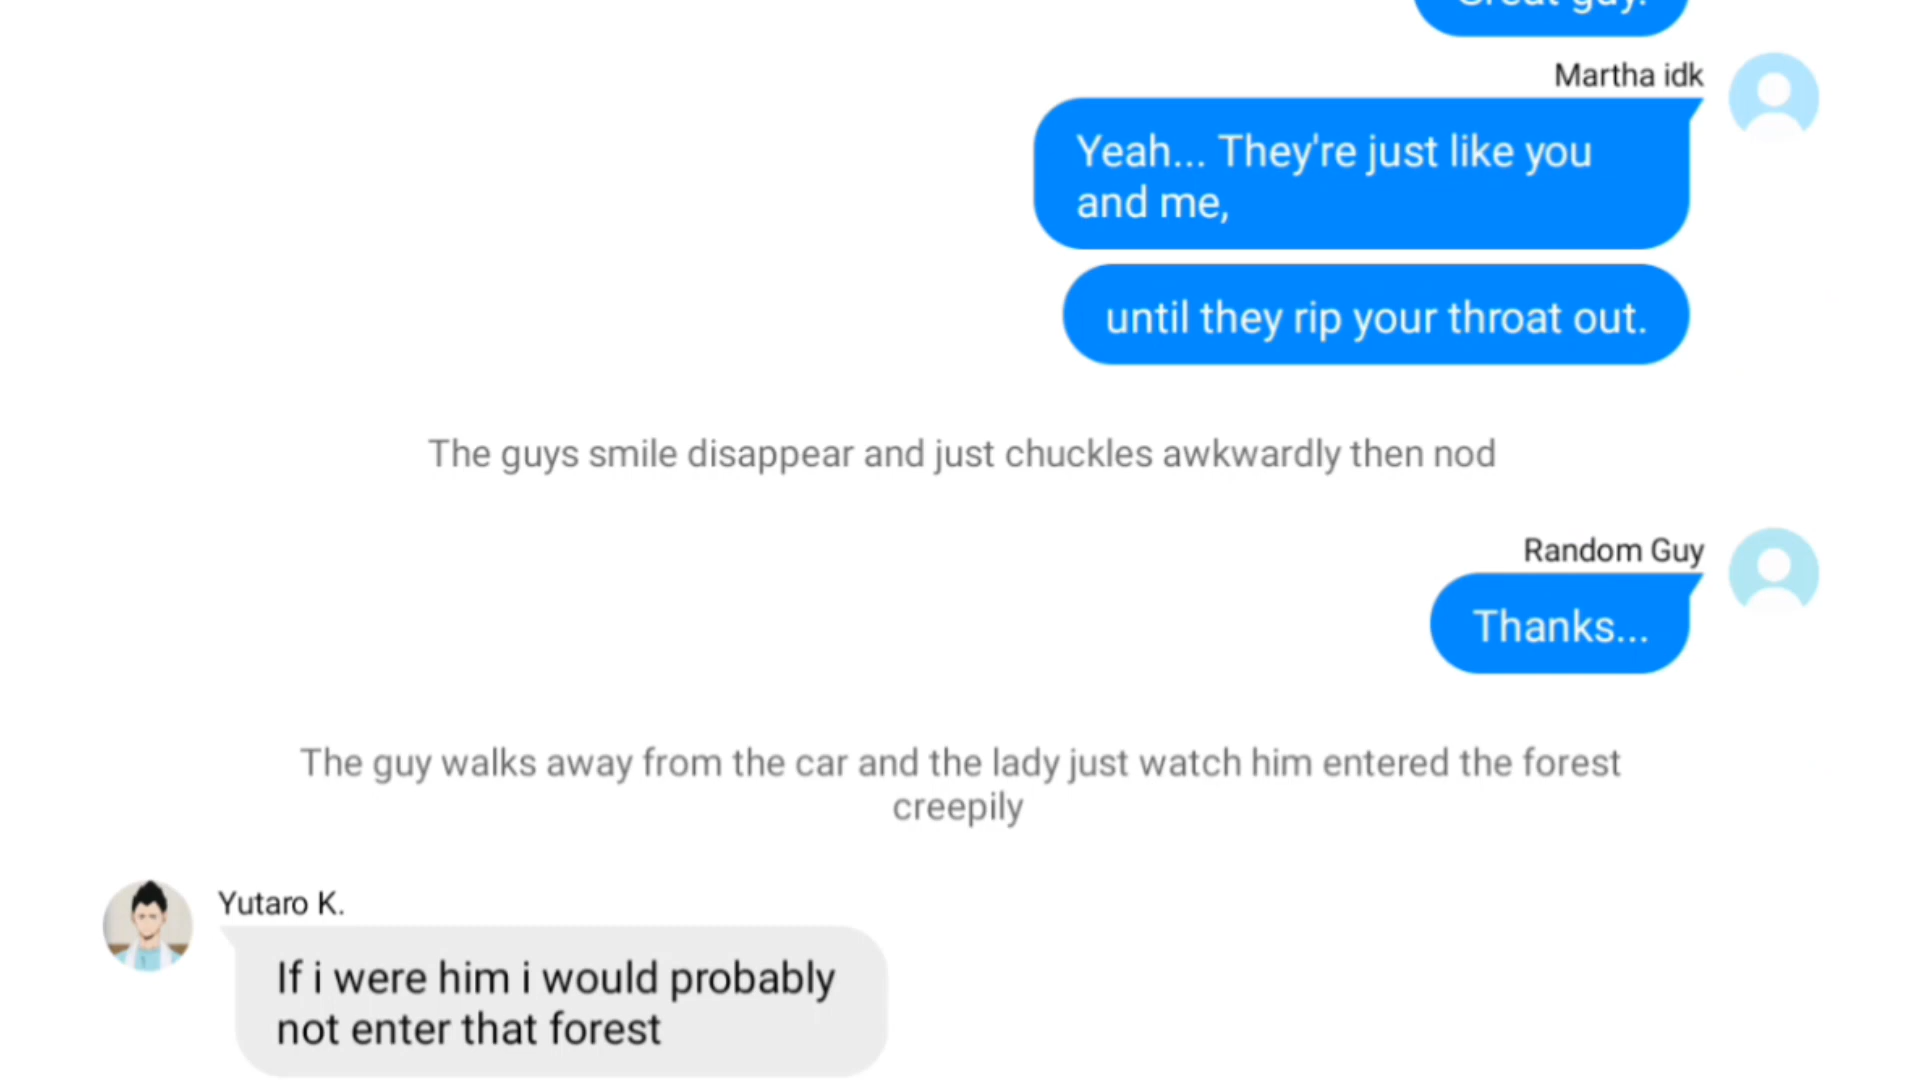 Great guy.
Martha idk
Yeah... They're just like you
and me,
until they rip your throat out.
The guys smile disappear and just chuckles awkwardly then nod
Random Guy
Thanks...
The guy walks away from the car and the lady just watch him entered the forest
creepily
Yutaro K.
If i were him i would probably
not enter that forest